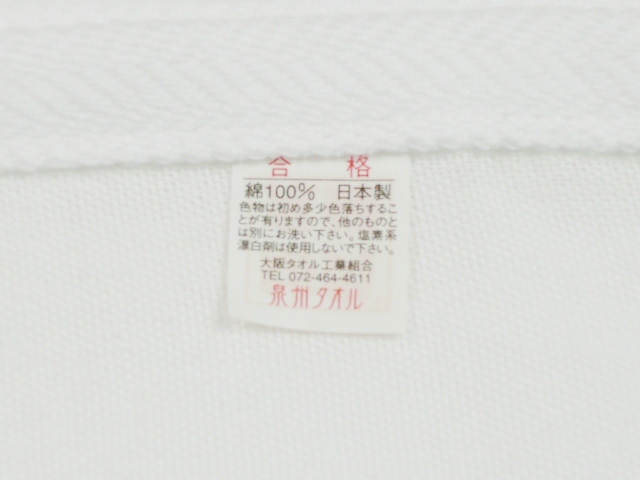 合格
綿100% 日本製
色物は初め多少色落ちするこ
とが有りますので、他のものと
は別にお洗い下さい。塩素系
漂白剤は使用しないで下さい。
大阪タオル工業組合
TEL 072-464-4611
泉州タオル